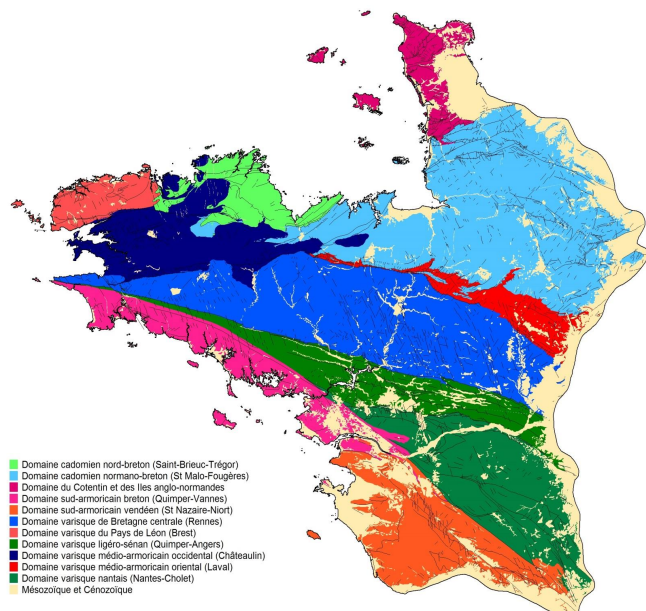 Domaine cadomien nord-breton (Saint-Brieuc-Trégor)
Domaine cadomien normano-breton (St Malo-Fougères)
Domaine du Cotentin et des Iles anglo-normandes
Domaine sud-armoricain breton (Quimper-Vannes)
Domaine sud-armoricain vendéen (St Nazaire-Niort)
Domaine varisque de Bretagne centrale (Rennes)
Domaine varisque du Pays de Léon (Brest)
Domaine varisque ligéro-sénan (Quimper-Angers)
Domaine varisque médio-armoricain occidental (Châteaulin)
Domaine varisque médio-armoricain oriental (Laval)
Domaine varisque nantais (Nantes-Cholet)
Mésozoïque et Cénozoïque